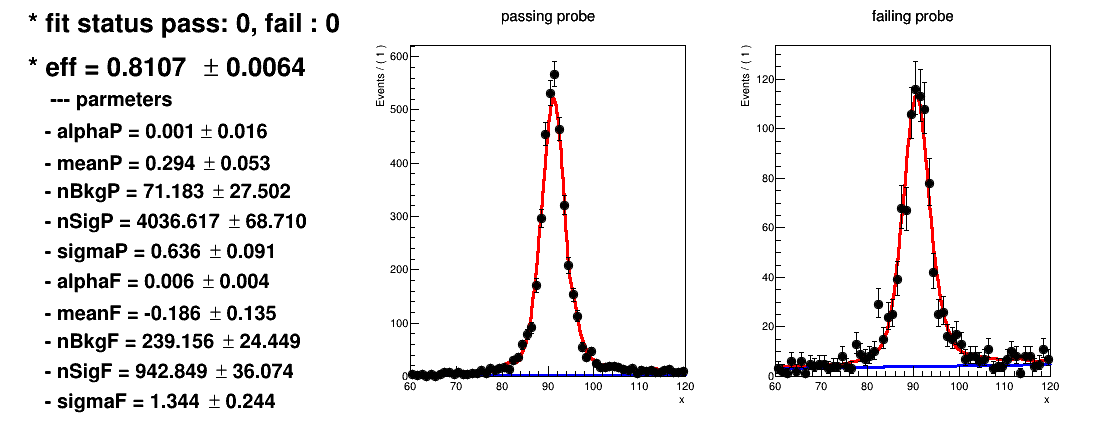 * fit status pass: 0, fail : 0
* eff = 0.8107 ± 0.0064
--- parmeters
- alphaP = 0.001 ± 0.016
- meanP = 0.294 ± 0.053
- nBkgP = 71.183 ± 27.502
- nSigP = 4036.617 ± 68.710
- sigmaP = 0.636 ± 0.091
- alphaF = 0.006 ± 0.004
- meanF = -0.186 ± 0.135
- nBkgF = 239.156 ± 24.449
- nSigF = 942.849 ± 36.074
- sigmaF = 1.344 ± 0.244
passing probe
Events / ( 1 )
600
500
400
300
200
100
0
60 70 80 90 100 110 120
x
failing probe
Events / ( 1 )
120
100
80
60
40
20
0
60 70 80 90 100 110 120
x